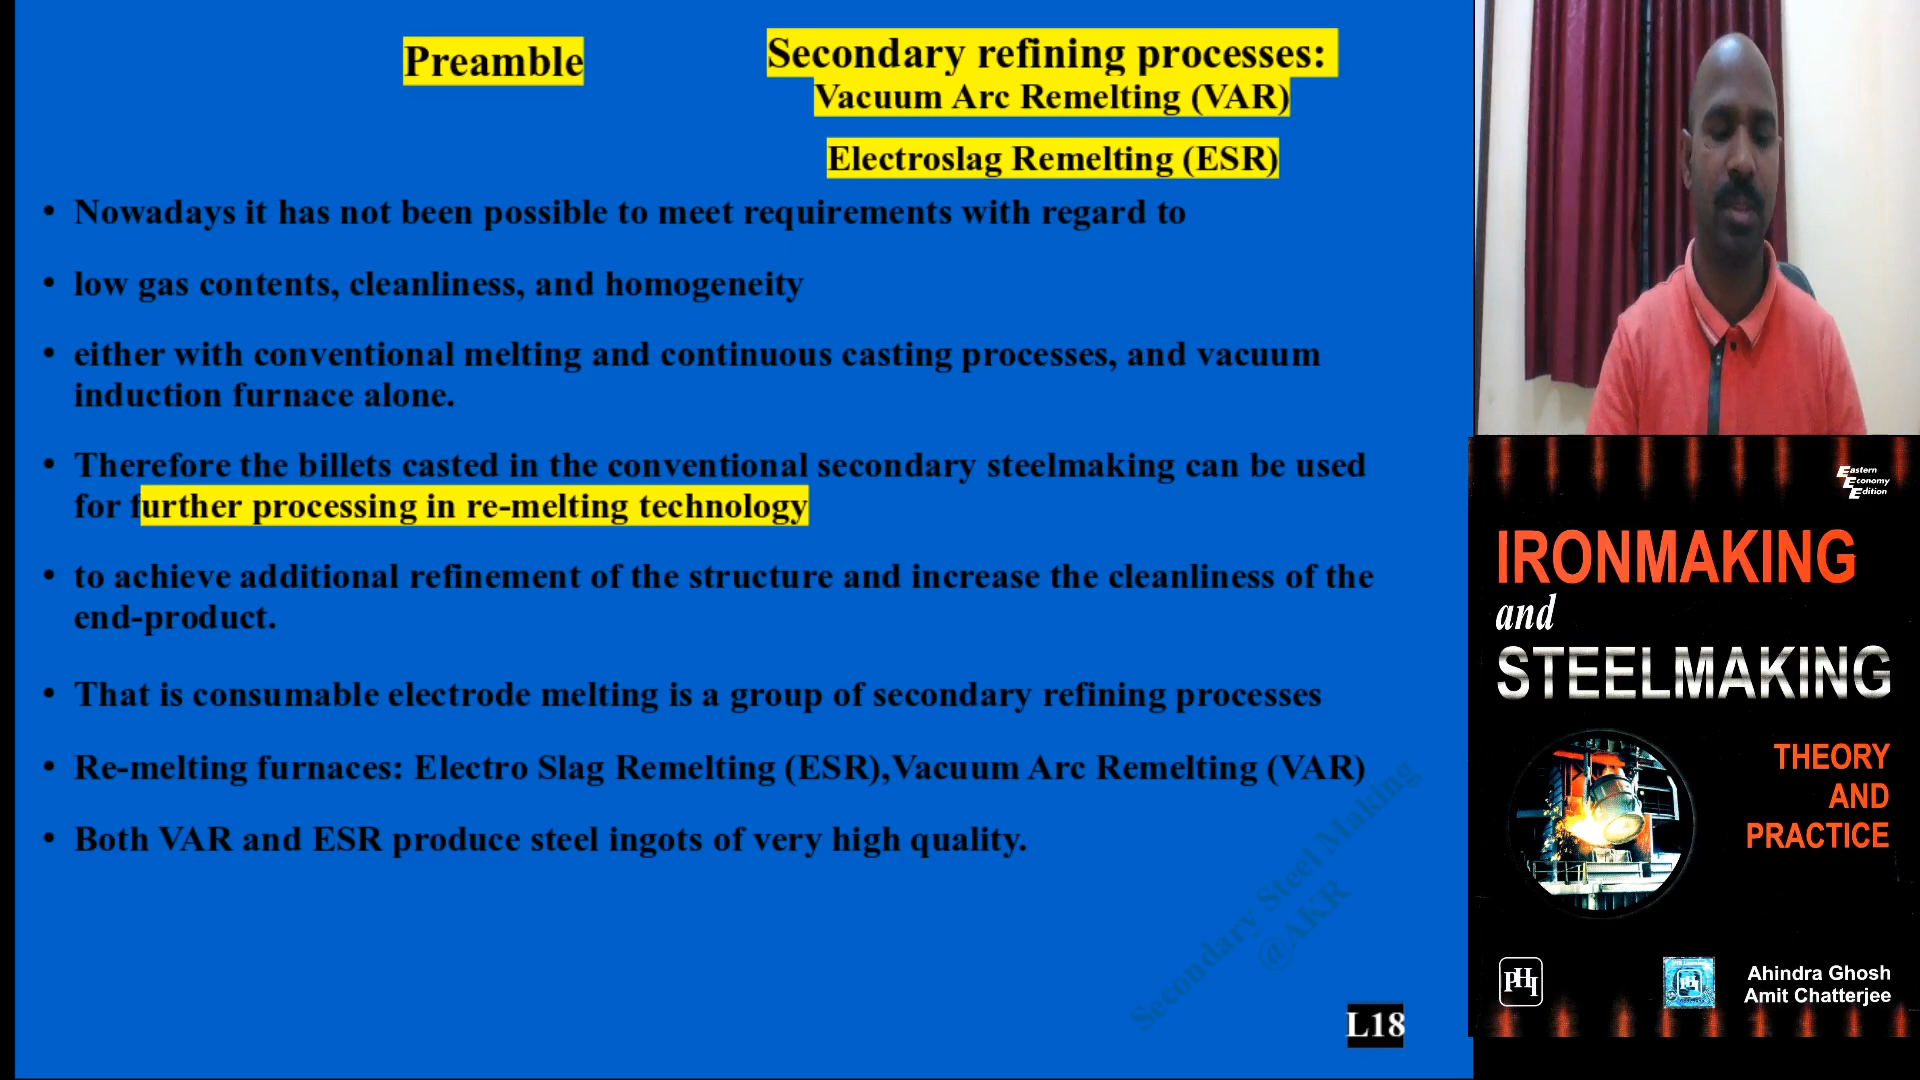 Preamble
Secondary refining processes:
Vacuum Arc Remelting (VAR)
Electroslag Remelting (ESR)
• Nowadays it has not been possible to meet requirements with regard to
• low gas contents, cleanliness, and homogeneity
• either with conventional melting and continuous casting processes, and vacuum
induction furnace alone.
• Therefore the billets casted in the conventional secondary steelmaking can be used
for further processing in re-melting technology
• to achieve additional refinement of the structure and increase the cleanliness of the
end-product.
• That is consumable electrode melting is a group of secondary refining processes
• Re-melting furnaces: Electro Slag Remelting (ESR),Vacuum Arc Remelting (VAR)
• Both VAR and ESR produce steel ingots of very high quality.
Secondary Steel Making
@AKR
L18
Eastern
Economy
Edition
IRONMAKING
and
STEELMAKING
THEORY
AND
PRACTICE
PHI
PHI
Ahindra Ghosh
Amit Chatterjee